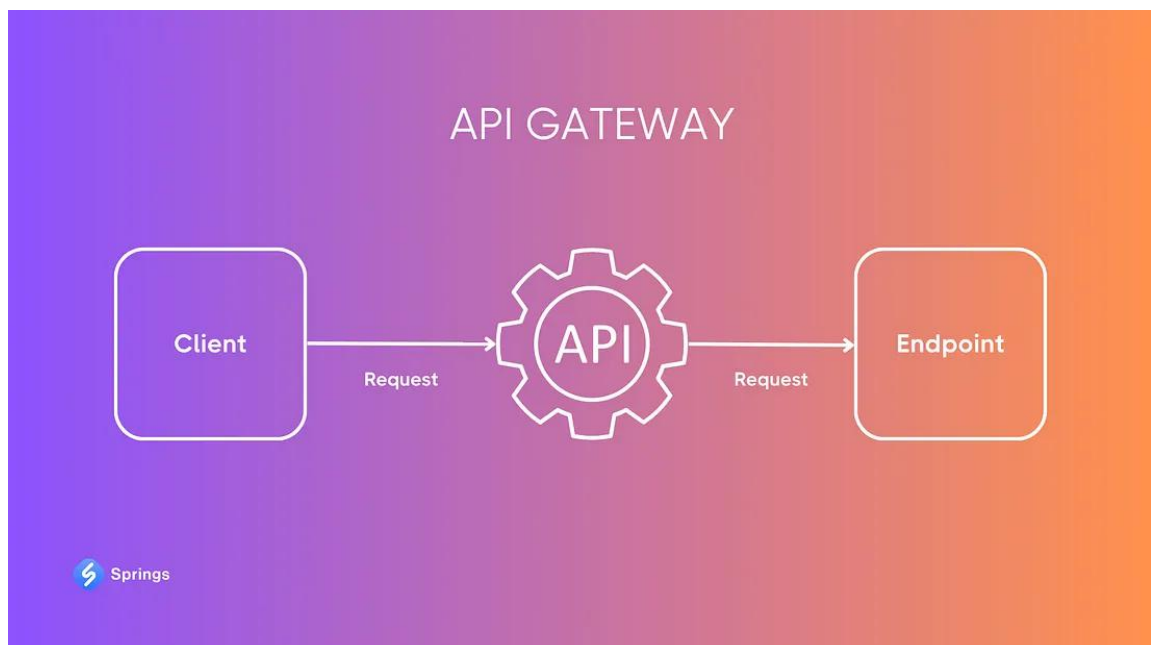 API GATEWAY
Client
Request
API
Request
Endpoint
Springs